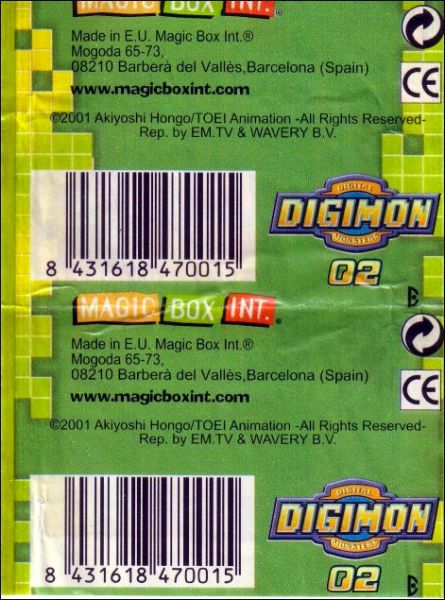 MAGIC BOX INT.
Made in E.U. Magic Box Int.®
Mogoda 65-73,
08210 Barberà del Vallès,Barcelona (Spain)
www.magicboxint.com
CE
©2001 Akiyoshi Hongo/TOEI Animation -All Rights Reserved-
Rep. by EM.TV & WAVERY B.V.
DIGITAL
DIGIMON
MONSTERS
02
8 431618 470015
MAGIC BOX INT.®
Made in E.U. Magic Box Int.®
Mogoda 65-73,
08210 Barberà del Vallès,Barcelona (Spain)
www.magicboxint.com
CE
©2001 Akiyoshi Hongo/TOEI Animation -All Rights Reserved-
Rep. by EM.TV & WAVERY B.V.
DIGITAL
DIGIMON
MONSTERS
02
8 431618 470015